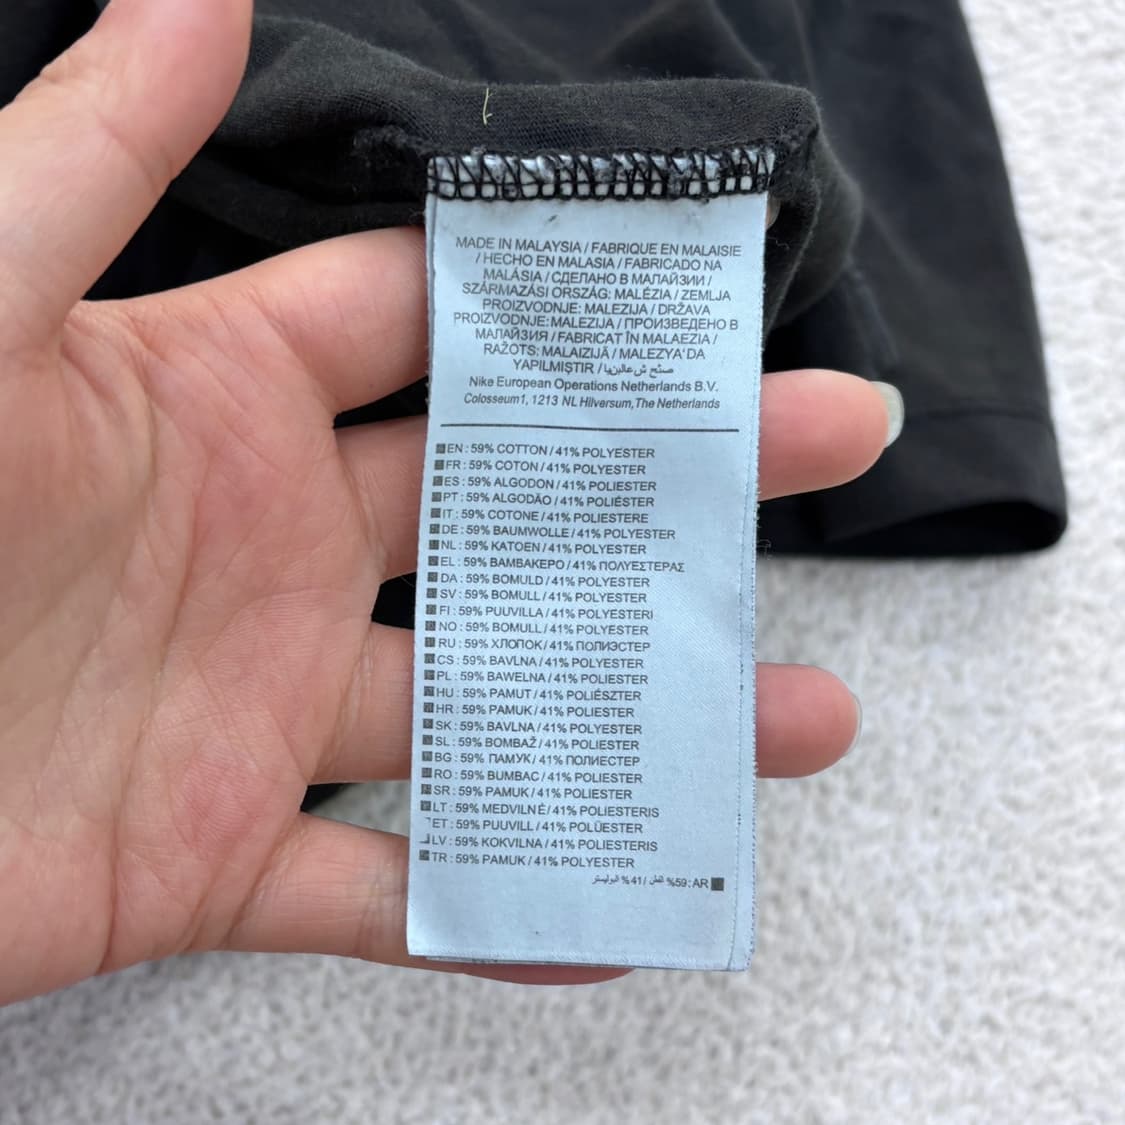 MADE IN MALAYSIA / FABRIQUE EN MALAISIE
/ HECHO EN MALASIA / FABRICADO NA
MALÁSIA / СДЕЛАНО В МАЛАЙЗИИ /
SZÁRMAZÁSI ORSZÁG: MALÉZIA / ZEMLJA
PROIZVODNJE: MALEZIJA / DRŽAVA
PROIZVODNJE: MALEZIJA / ПРОИЗВЕДЕНО В
МАЛАЙЗИЯ / FABRICAT ÎN MALAEZIA /
RAŽOTS: MALAIZIJĀ / MALEZYA'DA
YAPILMIŞTIR /
Nike European Operations Netherlands B.V.
Colosseum1, 1213 NL Hilversum, The Netherlands
EN : 59% COTTON / 41% POLYESTER
FR : 59% COTON / 41% POLYESTER
ES : 59% ALGODON / 41% POLIESTER
PT : 59% ALGODÃO / 41% POLIÉSTER
IT : 59% COTONE / 41% POLIESTERE
DE : 59% BAUMWOLLE / 41% POLYESTER
NL : 59% KATOEN / 41% POLYESTER
EL : 59% ΒΑΜΒΑΚΕΡΟ / 41% ΠΟΛΥΕΣΤΕΡΑΣ
DA : 59% BOMULD / 41% POLYESTER
SV : 59% BOMULL / 41% POLYESTER
FI : 59% PUUVILLA / 41% POLYESTERI
NO : 59% BOMULL / 41% POLYESTER
RU : 59% ХЛОПОК / 41% ПОЛИЭСТЕР
CS : 59% BAVLNA / 41% POLYESTER
PL : 59% BAWELNA / 41% POLIESTER
HU : 59% PAMUT / 41% POLIÉSZTER
HR : 59% PAMUK / 41% POLIESTER
SK : 59% BAVLNA / 41% POLYESTER
SL : 59% BOMBAŽ / 41% POLIESTER
BG : 59% ПАМУК / 41% ПОЛИЕСТЕР
RO : 59% BUMBAC / 41% POLIESTER
SR : 59% PAMUK / 41% POLIESTER
LT : 59% MEDVILNĖ / 41% POLIESTERIS
ET : 59% PUUVILL / 41% POLÜESTER
LV : 59% KOKVILNA / 41% POLIESTERIS
TR : 59% PAMUK / 41% POLYESTER
AR :59% القطن /41% البوليستر